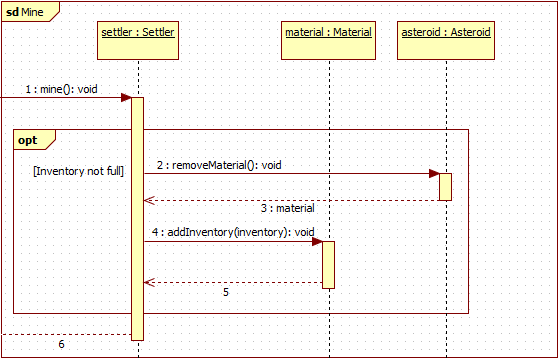 sd Mine
settler : Settler
material : Material
asteroid : Asteroid
1 : mine(): void
opt
[Inventory not full]
2 : removeMaterial(): void
3 : material
4 : addInventory(inventory): void
5
6